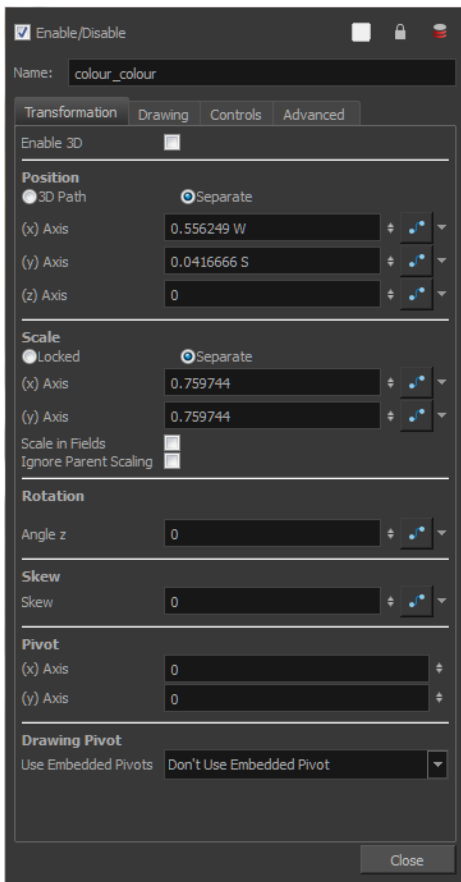 Enable/Disable
Name: colour_colour
Transformation Drawing Controls Advanced
Enable 3D
Position
3D Path Separate
(x) Axis 0.556249 W
(y) Axis 0.0416666 S
(z) Axis 0
Scale
Locked Separate
(x) Axis 0.759744
(y) Axis 0.759744
Scale in Fields
Ignore Parent Scaling
Rotation
Angle z 0
Skew
Skew 0
Pivot
(x) Axis 0
(y) Axis 0
Drawing Pivot
Use Embedded Pivots Don't Use Embedded Pivot
Close